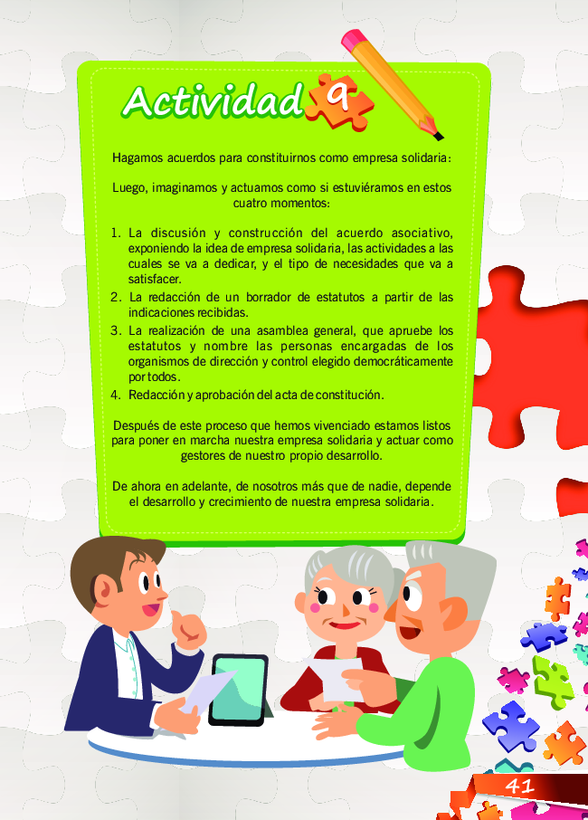 Actividad 9
Hagamos acuerdos para constituirnos como empresa solidaria:
Luego, imaginamos y actuamos como si estuviéramos en estos
cuatro momentos:
1. La discusión y construcción del acuerdo asociativo,
exponiendo la idea de empresa solidaria, las actividades a las
cuales se va a dedicar, y el tipo de necesidades que va a
satisfacer.
2. La redacción de un borrador de estatutos a partir de las
indicaciones recibidas.
3. La realización de una asamblea general, que apruebe los
estatutos y nombre las personas encargadas de los
organismos de dirección y control elegido democráticamente
por todos.
4. Redacción y aprobación del acta de constitución.
Después de este proceso que hemos vivenciado estamos listos
para poner en marcha nuestra empresa solidaria y actuar como
gestores de nuestro propio desarrollo.
De ahora en adelante, de nosotros más que de nadie, depende
el desarrollo y crecimiento de nuestra empresa solidaria.
41